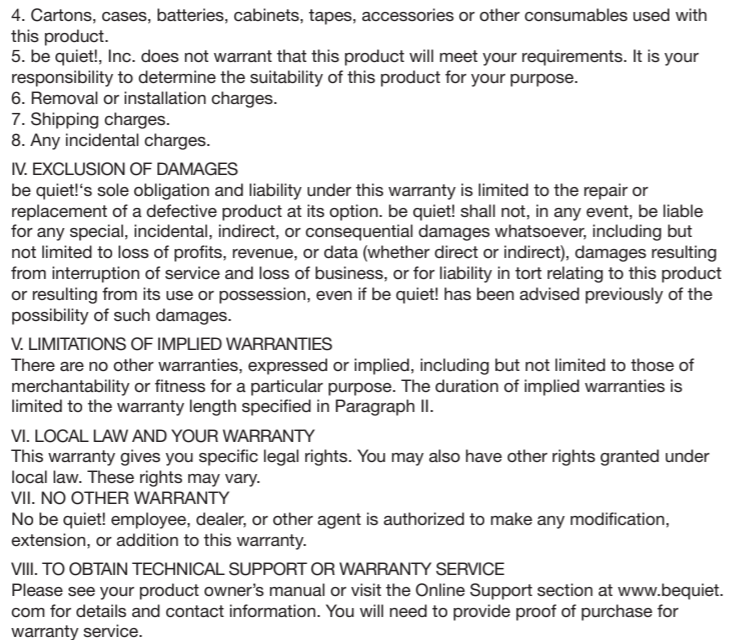 4. Cartons, cases, batteries, cabinets, tapes, accessories or other consumables used with
this product.
5. be quiet!, Inc. does not warrant that this product will meet your requirements. It is your
responsibility to determine the suitability of this product for your purpose.
6. Removal or installation charges.
7. Shipping charges.
8. Any incidental charges.
IV. EXCLUSION OF DAMAGES
be quiet!‘s sole obligation and liability under this warranty is limited to the repair or
replacement of a defective product at its option. be quiet! shall not, in any event, be liable
for any special, incidental, indirect, or consequential damages whatsoever, including but
not limited to loss of profits, revenue, or data (whether direct or indirect), damages resulting
from interruption of service and loss of business, or for liability in tort relating to this product
or resulting from its use or possession, even if be quiet! has been advised previously of the
possibility of such damages.
V. LIMITATIONS OF IMPLIED WARRANTIES
There are no other warranties, expressed or implied, including but not limited to those of
merchantability or fitness for a particular purpose. The duration of implied warranties is
limited to the warranty length specified in Paragraph II.
VI. LOCAL LAW AND YOUR WARRANTY
This warranty gives you specific legal rights. You may also have other rights granted under
local law. These rights may vary.
VII. NO OTHER WARRANTY
No be quiet! employee, dealer, or other agent is authorized to make any modification,
extension, or addition to this warranty.
VIII. TO OBTAIN TECHNICAL SUPPORT OR WARRANTY SERVICE
Please see your product owner’s manual or visit the Online Support section at www.bequiet.
com for details and contact information. You will need to provide proof of purchase for
warranty service.